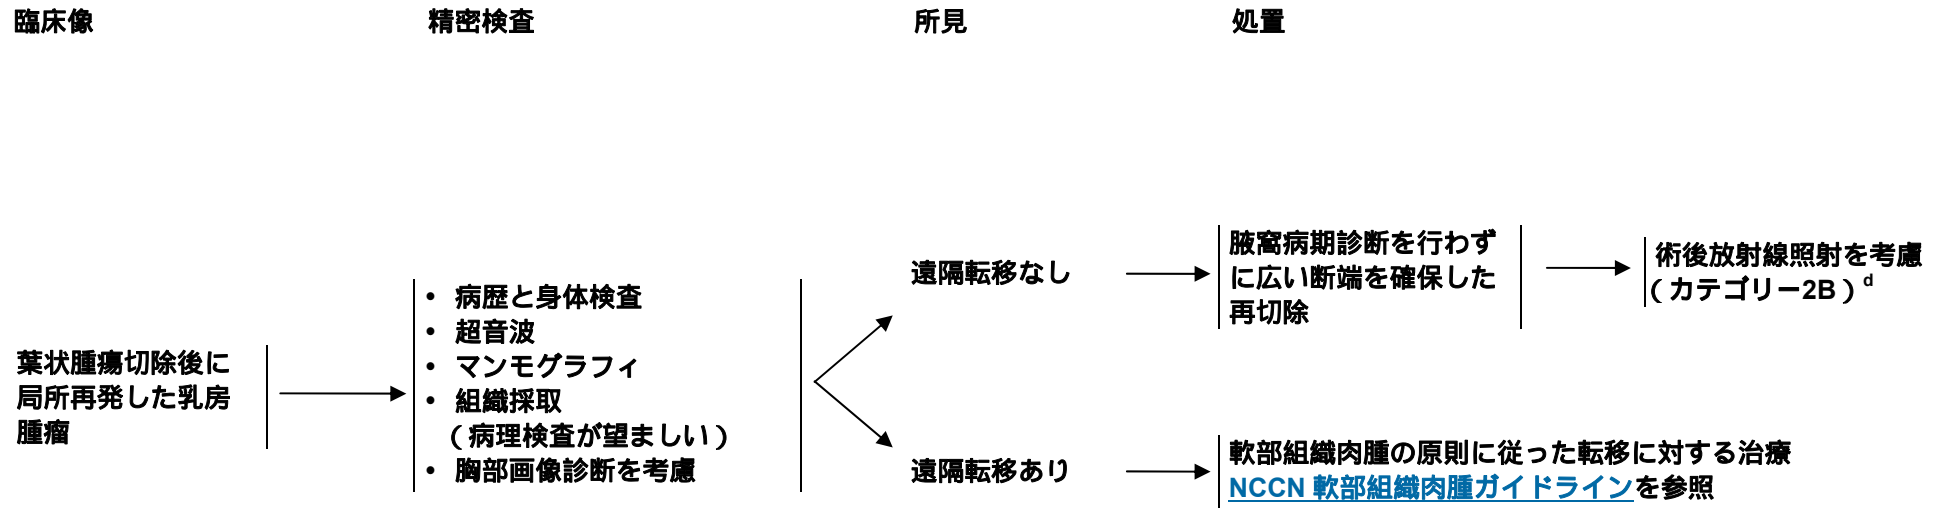 臨床像
精密検査
所見
処置
葉状腫瘍切除後に
局所再発した乳房
腫瘤
• 病歴と身体検査
• 超音波
• マンモグラフィ
• 組織採取
（病理検査が望ましい）
• 胸部画像診断を考慮
遠隔転移なし
腋窩病期診断を行わず
に広い断端を確保した
再切除
術後放射線照射を考慮
（カテゴリー2B）d
遠隔転移あり
軟部組織肉腫の原則に従った転移に対する治療
NCCN 軟部組織肉腫ガイドラインを参照